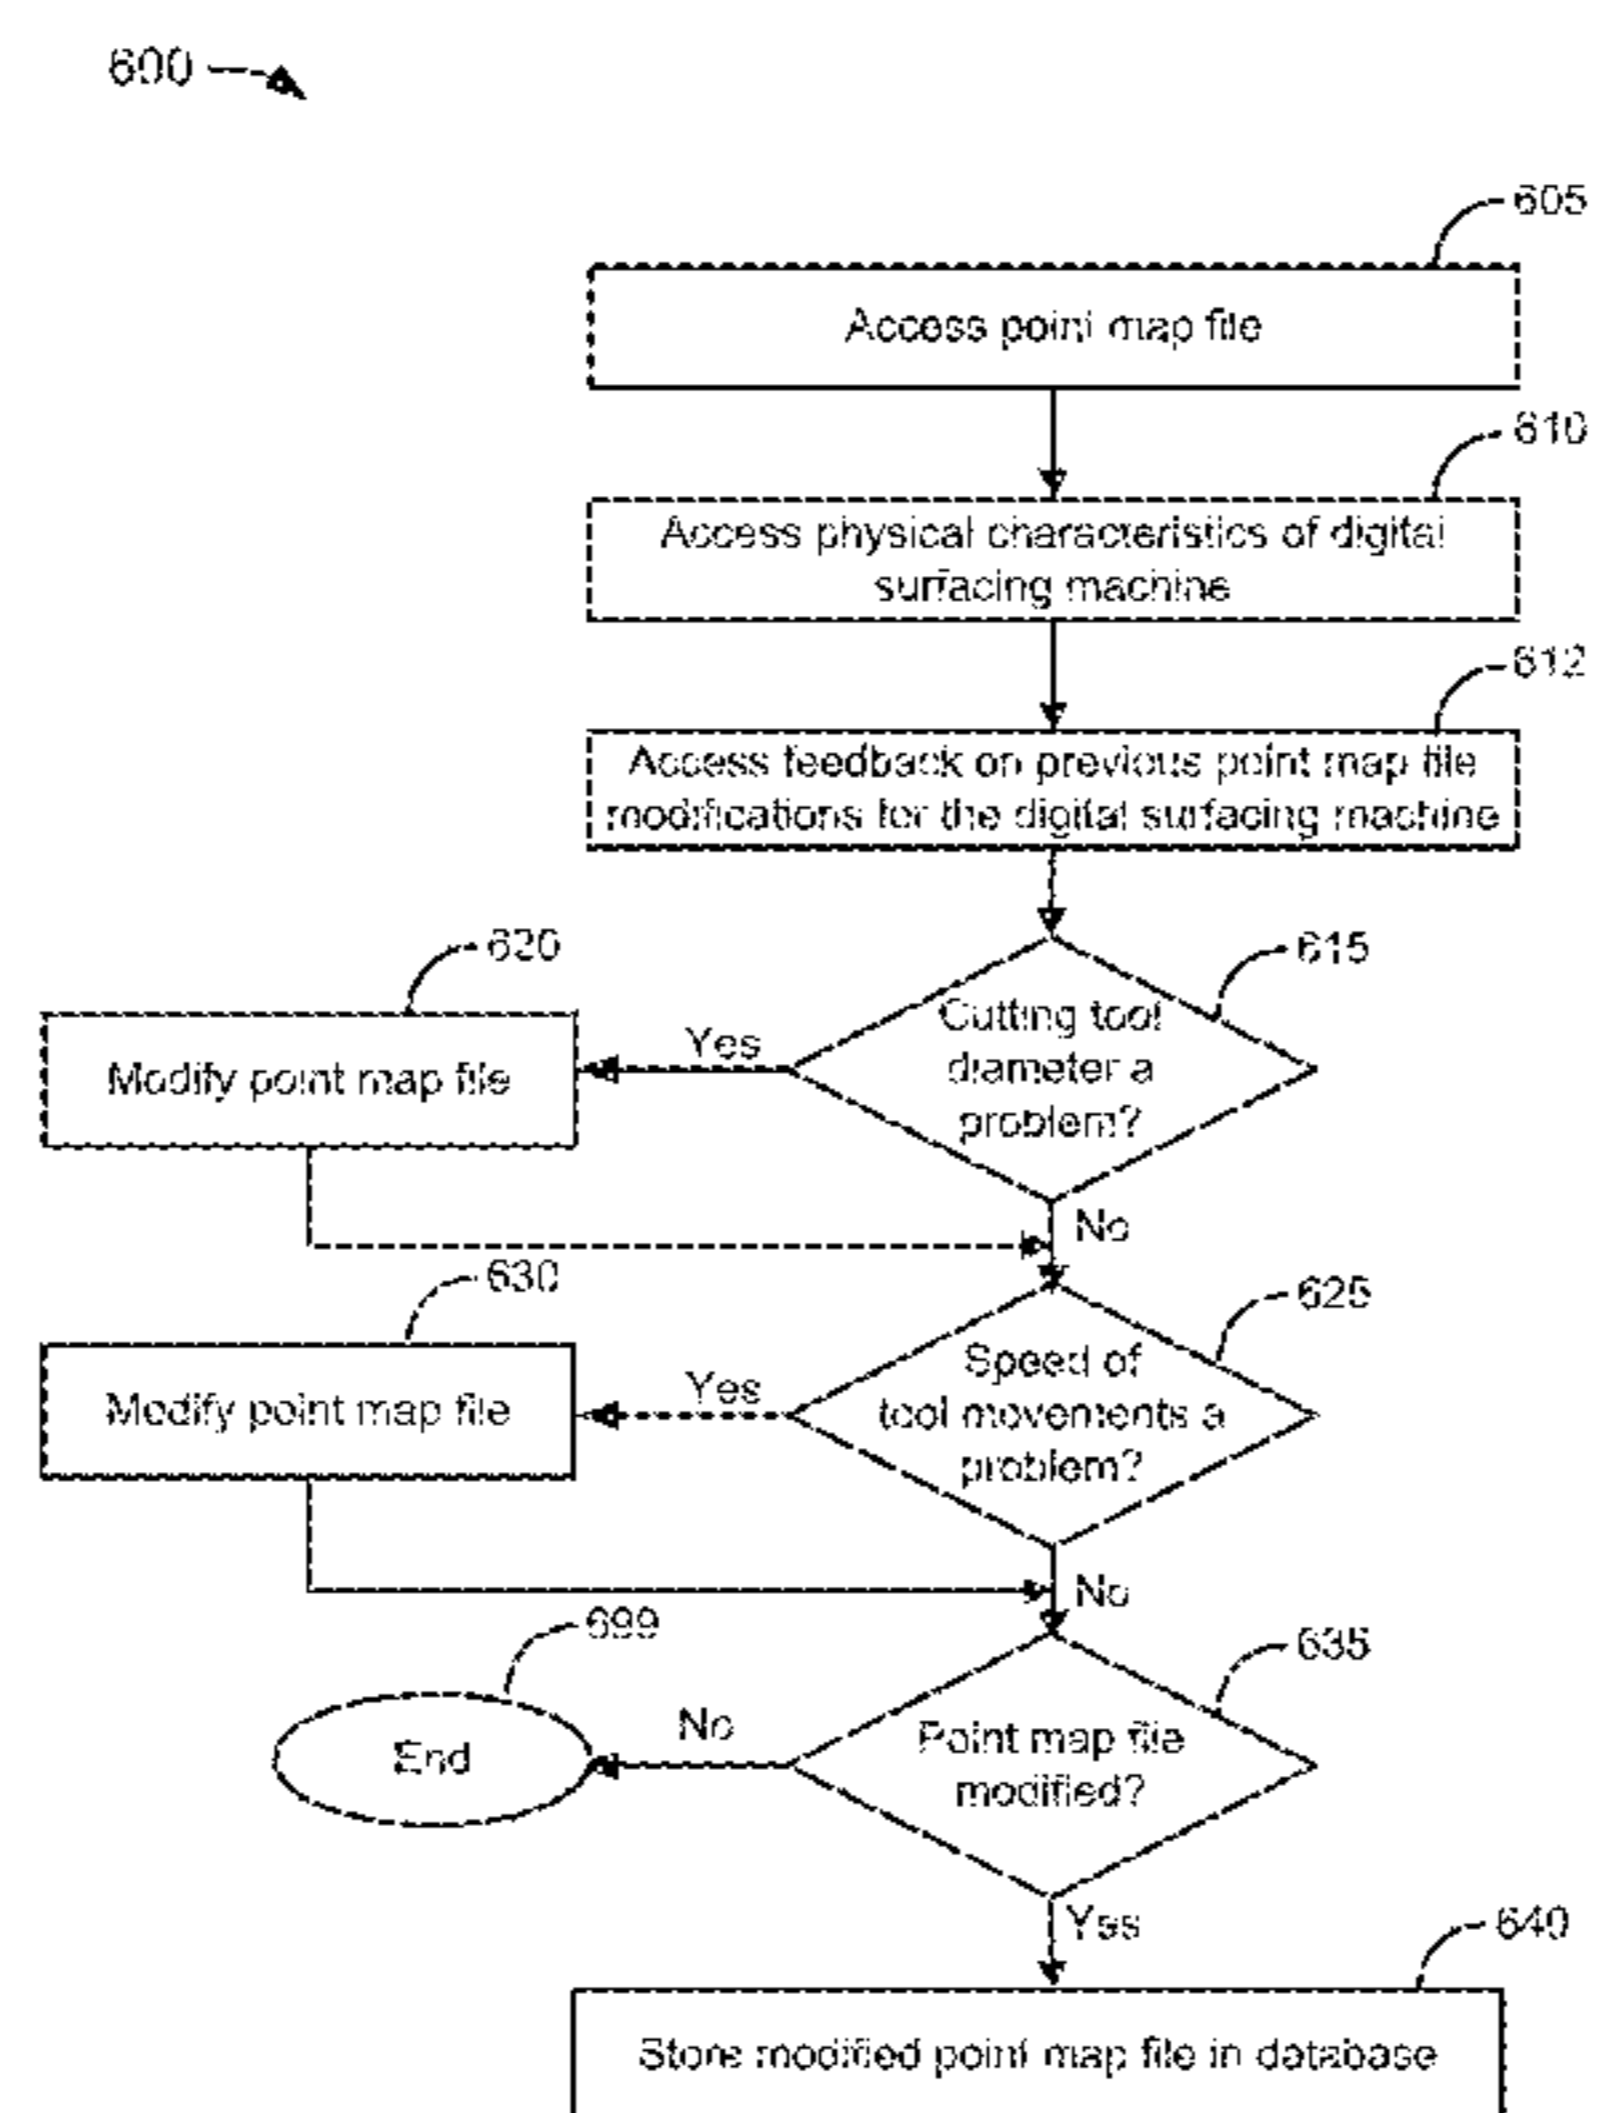 600
605
Access point map file
610
Access physical characteristics of digital
surfacing machine
612
Access feedback on previous point map file
modifications for the digital surfacing machine
620
615
Modify point map file
Yes
Cutting tool
diameter a
problem?
No
630
625
Modify point map file
Yes
Speed of
tool movements a
problem?
No
699
635
End
No
Point map file
modified?
Yes
640
Store modified point map file in database